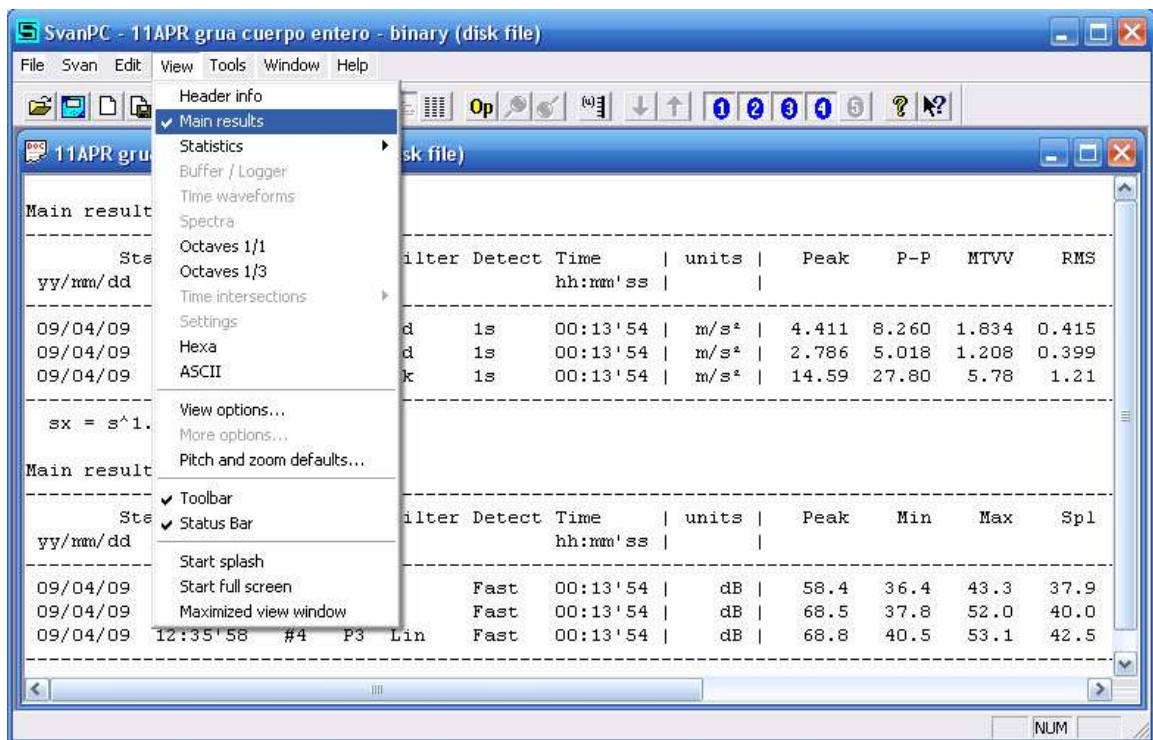 SvanPC - 11APR grua cuerpo entero - binary (disk file)
File Svan Edit View Tools Window Help
Op 1 2 3 4 5
Header info
Main results
Statistics
Buffer / Logger
Time waveforms
Spectra
Octaves 1/1
Octaves 1/3
Time intersections
Settings
Hexa
ASCII
View options...
More options...
Pitch and zoom defaults...
Toolbar
Status Bar
Start splash
Start full screen
Maximized view window
11APR gru sk file)
Main result
Sta ilter Detect Time | units | Peak P-P MTVV RMS
yy/mm/dd hh:mm'ss | |
09/04/09 d 1s 00:13'54 | m/s² | 4.411 8.260 1.834 0.415
09/04/09 d 1s 00:13'54 | m/s² | 2.786 5.018 1.208 0.399
09/04/09 k 1s 00:13'54 | m/s² | 14.59 27.80 5.78 1.21
sx = s^1.
Main result
Sta ilter Detect Time | units | Peak Min Max Spl
yy/mm/dd hh:mm'ss | |
09/04/09 Fast 00:13'54 | dB | 58.4 36.4 43.3 37.9
09/04/09 Fast 00:13'54 | dB | 68.5 37.8 52.0 40.0
09/04/09 12:35'58 #4 P3 Lin Fast 00:13'54 | dB | 68.8 40.5 53.1 42.5
NUM